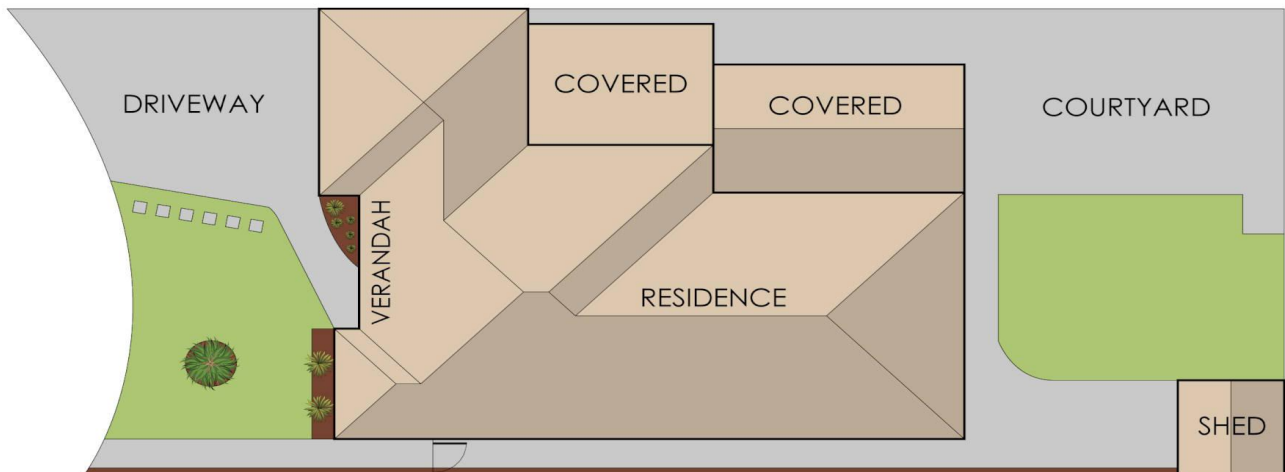 DRIVEWAY
COVERED
COVERED
COURTYARD
VERANDAH
RESIDENCE
SHED